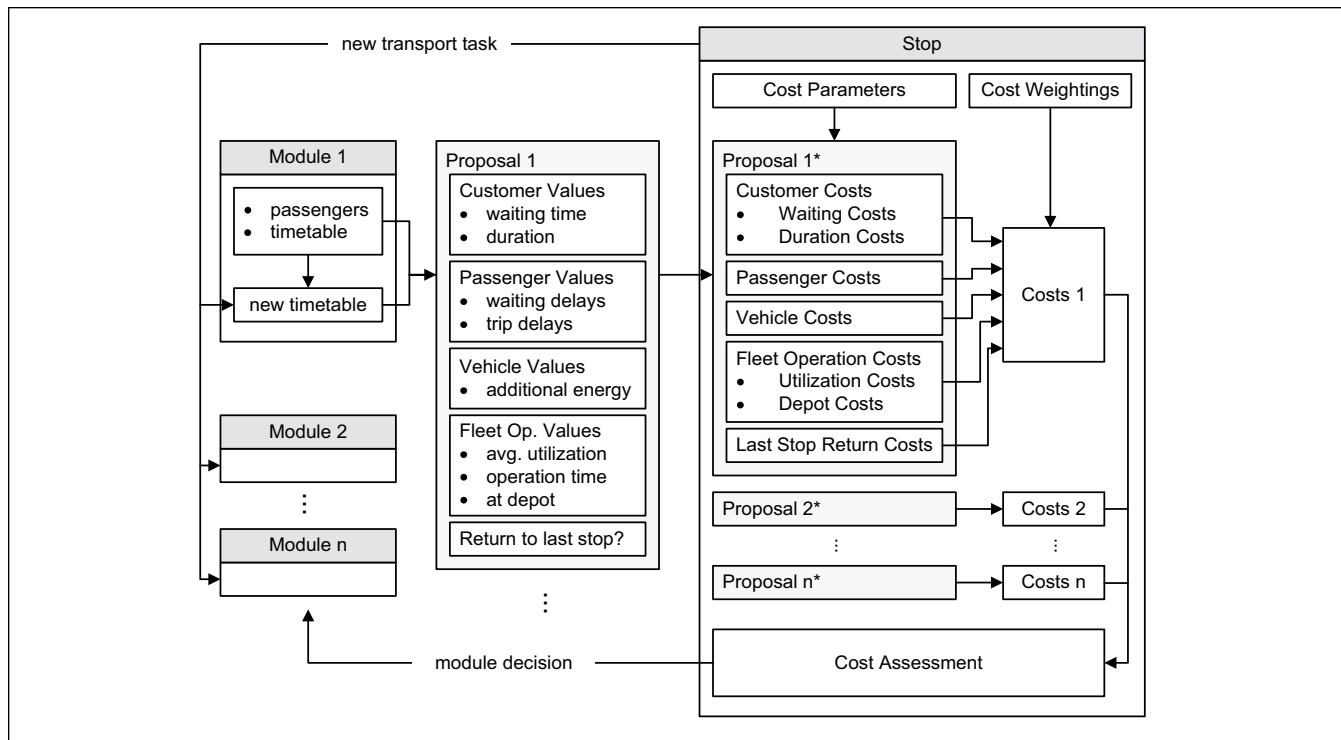 new transport task
Stop
Cost Parameters
Cost Weightings
Module 1
• passengers
• timetable
new timetable
Module 2
⋮
Module n
Proposal 1
Customer Values
• waiting time
• duration
Passenger Values
• waiting delays
• trip delays
Vehicle Values
• additional energy
Fleet Op. Values
• avg. utilization
• operation time
• at depot
Return to last stop?
⋮
Proposal 1*
Customer Costs
• Waiting Costs
• Duration Costs
Passenger Costs
Vehicle Costs
Fleet Operation Costs
• Utilization Costs
• Depot Costs
Last Stop Return Costs
Costs 1
Proposal 2*
Costs 2
⋮
⋮
Proposal n*
Costs n
module decision
Cost Assessment